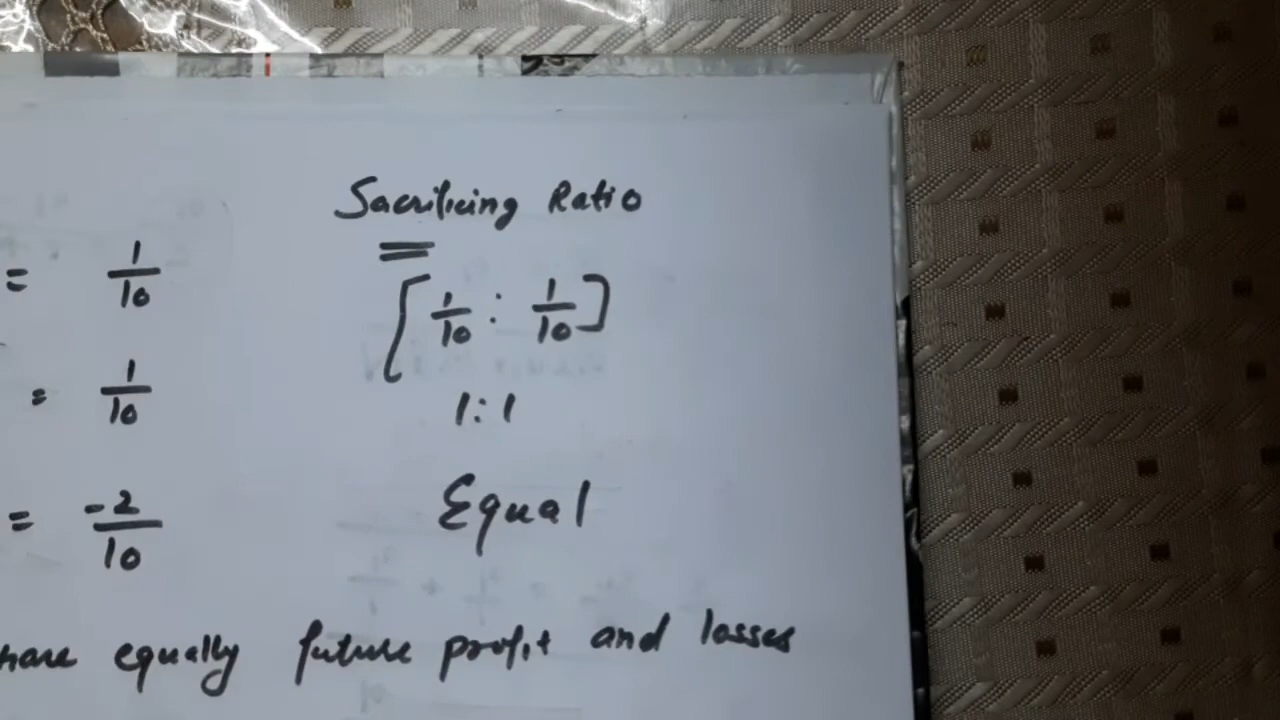 Sacrificing Ratio
= 1/10
[1/10 : 1/10]
= 1/10
1:1
= -2/10
Equal
equally future profit and losses